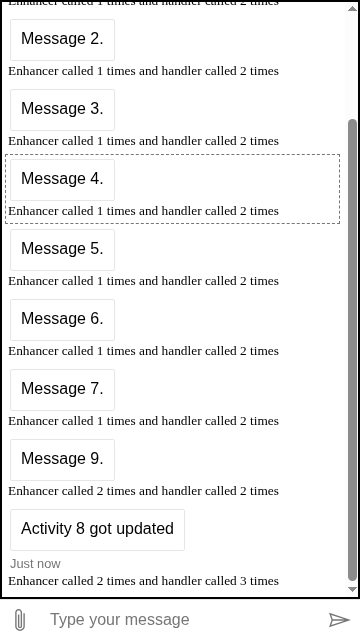 Enhancer called 1 times and handler called 2 times
Message 2.
Enhancer called 1 times and handler called 2 times
Message 3.
Enhancer called 1 times and handler called 2 times
Message 4.
Enhancer called 1 times and handler called 2 times
Message 5.
Enhancer called 1 times and handler called 2 times
Message 6.
Enhancer called 1 times and handler called 2 times
Message 7.
Enhancer called 1 times and handler called 2 times
Message 9.
Enhancer called 2 times and handler called 2 times
Activity 8 got updated
Just now
Enhancer called 2 times and handler called 3 times
Type your message